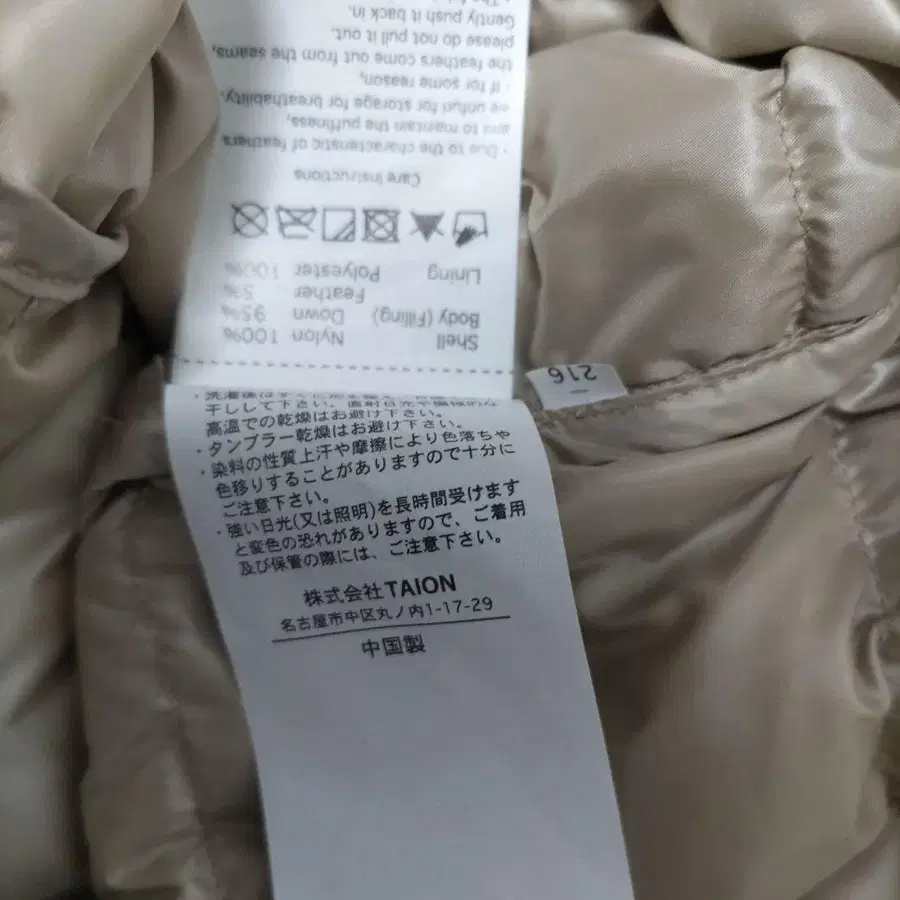 Shell Nylon 100%
Body (Filling) Down 95%
Feather 5%
Lining Polyester 100%
Care instructions
・Due to the characteristic of feathers
and to maintain the puffiness,
we unfurl for storage for breathability.
・If for some reason,
the feathers come out from the seams,
please do not pull it out.
Gently push it back in.
216
干しして下さい。直射日光や
高温での乾燥はお避け下さい。
・タンブラー乾燥はお避け下さい。
・染料の性質上汗や摩擦により色落ちや
色移りすることがありますので十分に
ご注意下さい。
・強い日光(又は照明)を長時間受けます
と変色の恐れがありますので、ご着用
及び保管の際には、ご注意下さい。
株式会社TAION
名古屋市中区丸ノ内1-17-29
中国製